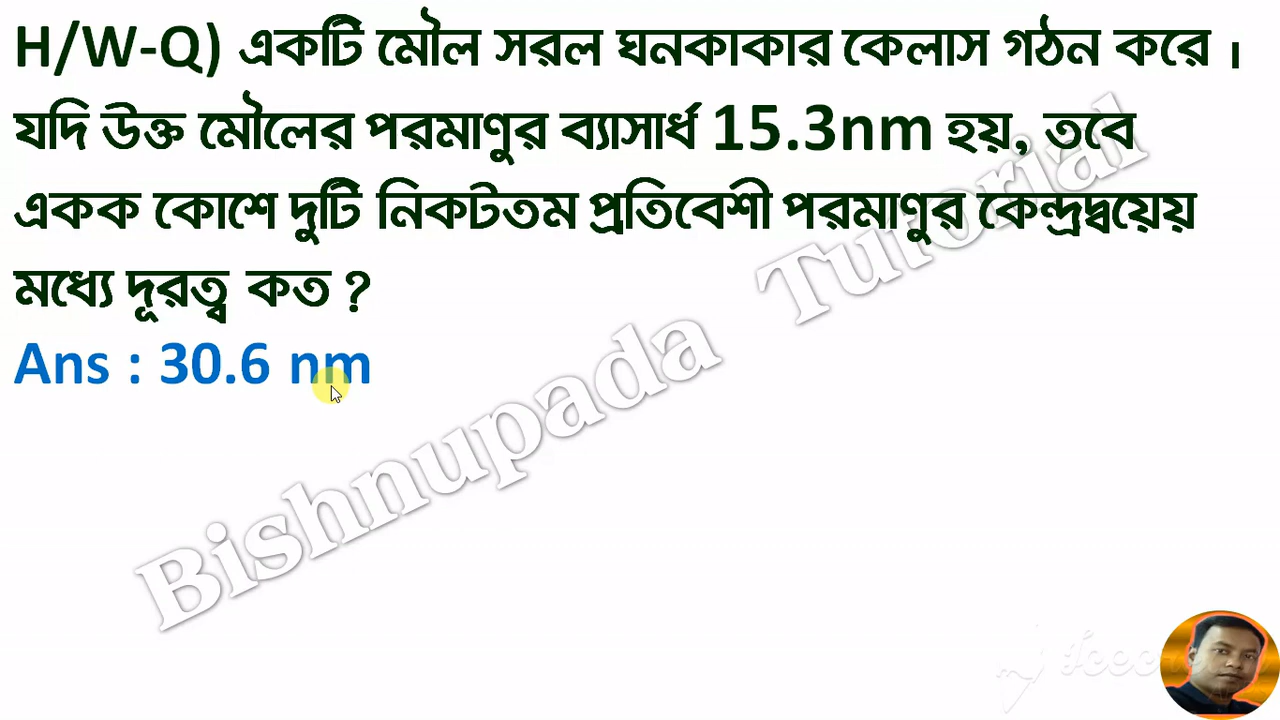 H/W-Q) একটি মৌল সরল ঘনকাকার কেলাস গঠন করে ।
যদি উক্ত মৌলের পরমাণুর ব্যাসার্ধ 15.3nm হয়, তবে
একক কোশে দুটি নিকটতম প্রতিবেশী পরমাণুর কেন্দ্রদ্বয়েয়
মধ্যে দূরত্ব কত ?
Ans : 30.6 nm
Bishnupada Tutorial